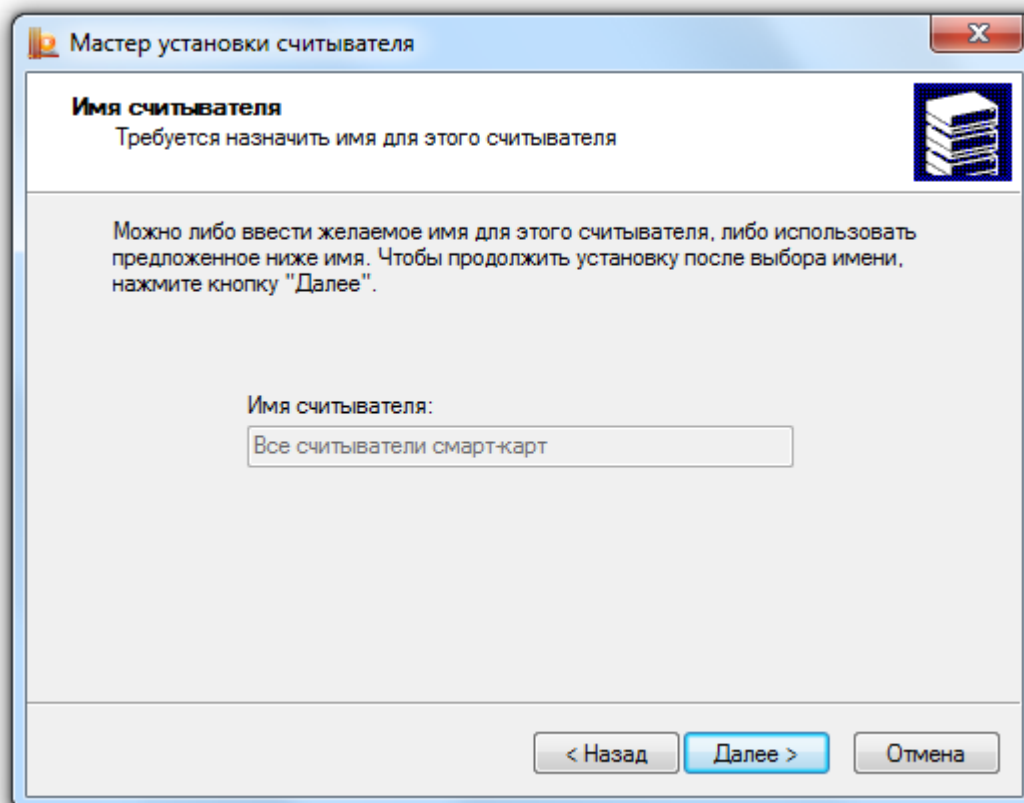 Мастер установки считывателя
Имя считывателя
Требуется назначить имя для этого считывателя
Можно либо ввести желаемое имя для этого считывателя, либо использовать
предложенное ниже имя. Чтобы продолжить установку после выбора имени,
нажмите кнопку "Далее".
Имя считывателя:
Все считыватели смарт-карт
< Назад Далее > Отмена